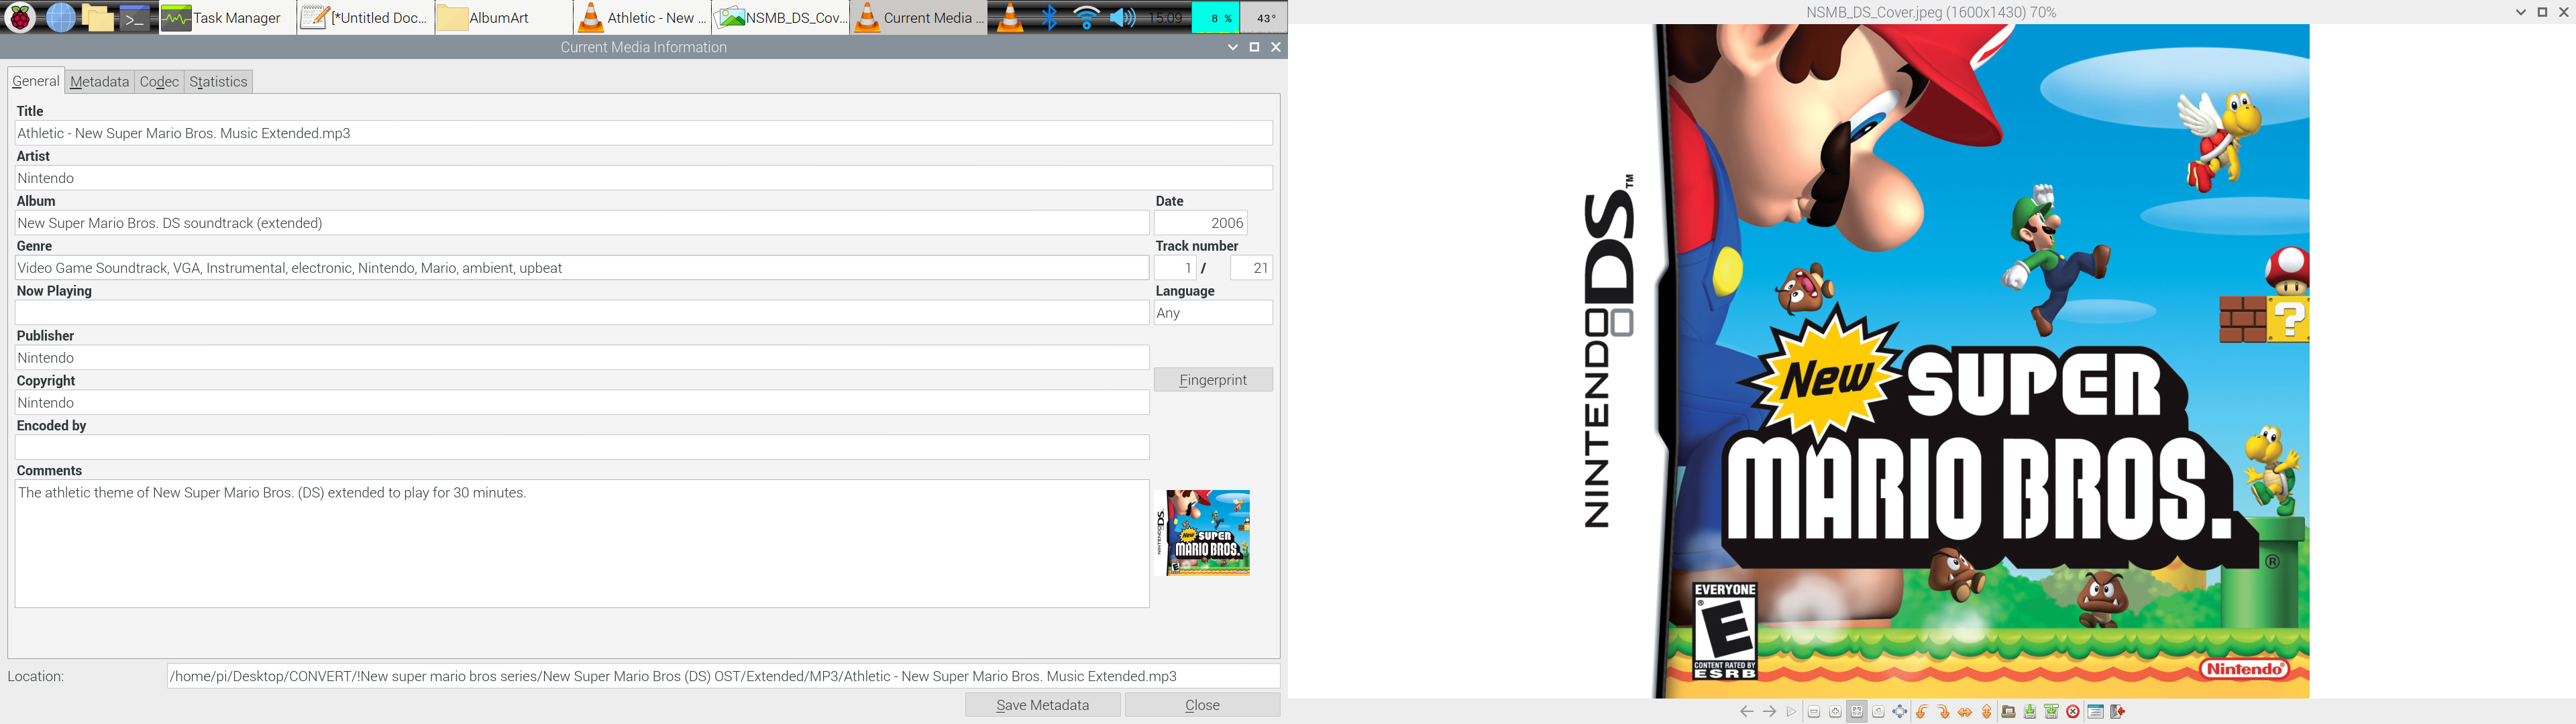 Task Manager
[*Untitled Doc...
AlbumArt
Athletic - New ...
NSMB_DS_Cov...
Current Media ...
15:09
8 %
43°
Current Media Information
General
Metadata
Codec
Statistics
Title
Athletic - New Super Mario Bros. Music Extended.mp3
Artist
Nintendo
Album
Date
New Super Mario Bros. DS soundtrack (extended)
2006
Genre
Track number
Video Game Soundtrack, VGA, Instrumental, electronic, Nintendo, Mario, ambient, upbeat
1 / 21
Now Playing
Language
Any
Publisher
Nintendo
Copyright
Fingerprint
Nintendo
Encoded by
Comments
The athletic theme of New Super Mario Bros. (DS) extended to play for 30 minutes.
NINTENDO DS
New SUPER
MARIO BROS.
Location:
/home/pi/Desktop/CONVERT/!New super mario bros series/New Super Mario Bros (DS) OST/Extended/MP3/Athletic - New Super Mario Bros. Music Extended.mp3
Save Metadata
Close
NSMB_DS_Cover.jpeg (1600x1430) 70%
NINTENDO DS™
?
New SUPER
MARIO BROS.
®
EVERYONE
E
®
CONTENT RATED BY
ESRB
Nintendo®